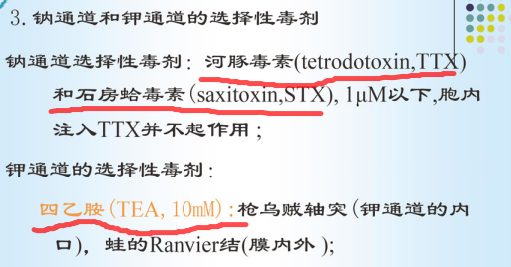 3. 钠通道和钾通道的选择性毒剂
钠通道选择性毒剂: 河豚毒素(tetrodotoxin,TTX)
和石房蛤毒素(saxitoxin,STX), 1μM以下,胞内
注入TTX并不起作用;
钾通道的选择性毒剂:
四乙胺(TEA, 10mM):枪乌贼轴突(钾通道的内
口), 蛙的Ranvier结(膜内外);